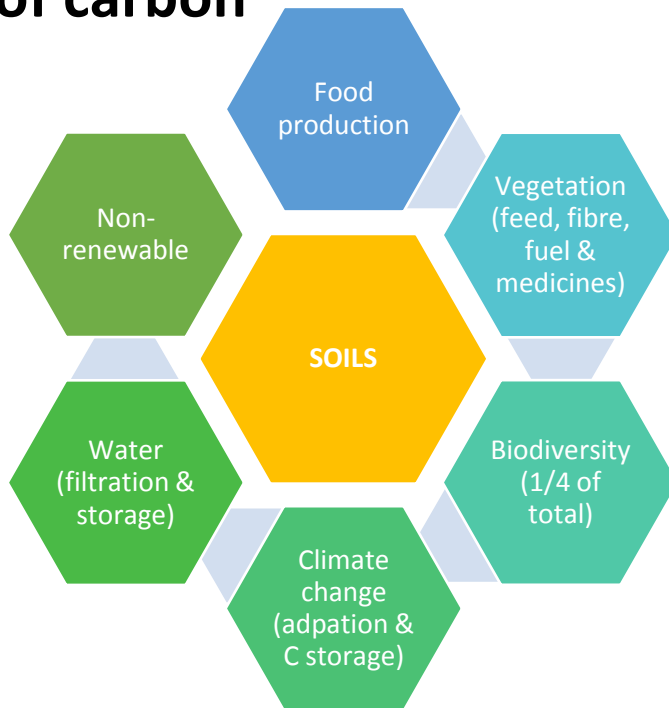 of carbon
Food
production
Vegetation
(feed, fibre,
fuel &
medicines)
Biodiversity
(1/4 of
total)
Climate
change
(adpation &
C storage)
Water
(filtration &
storage)
Non-
renewable
SOILS